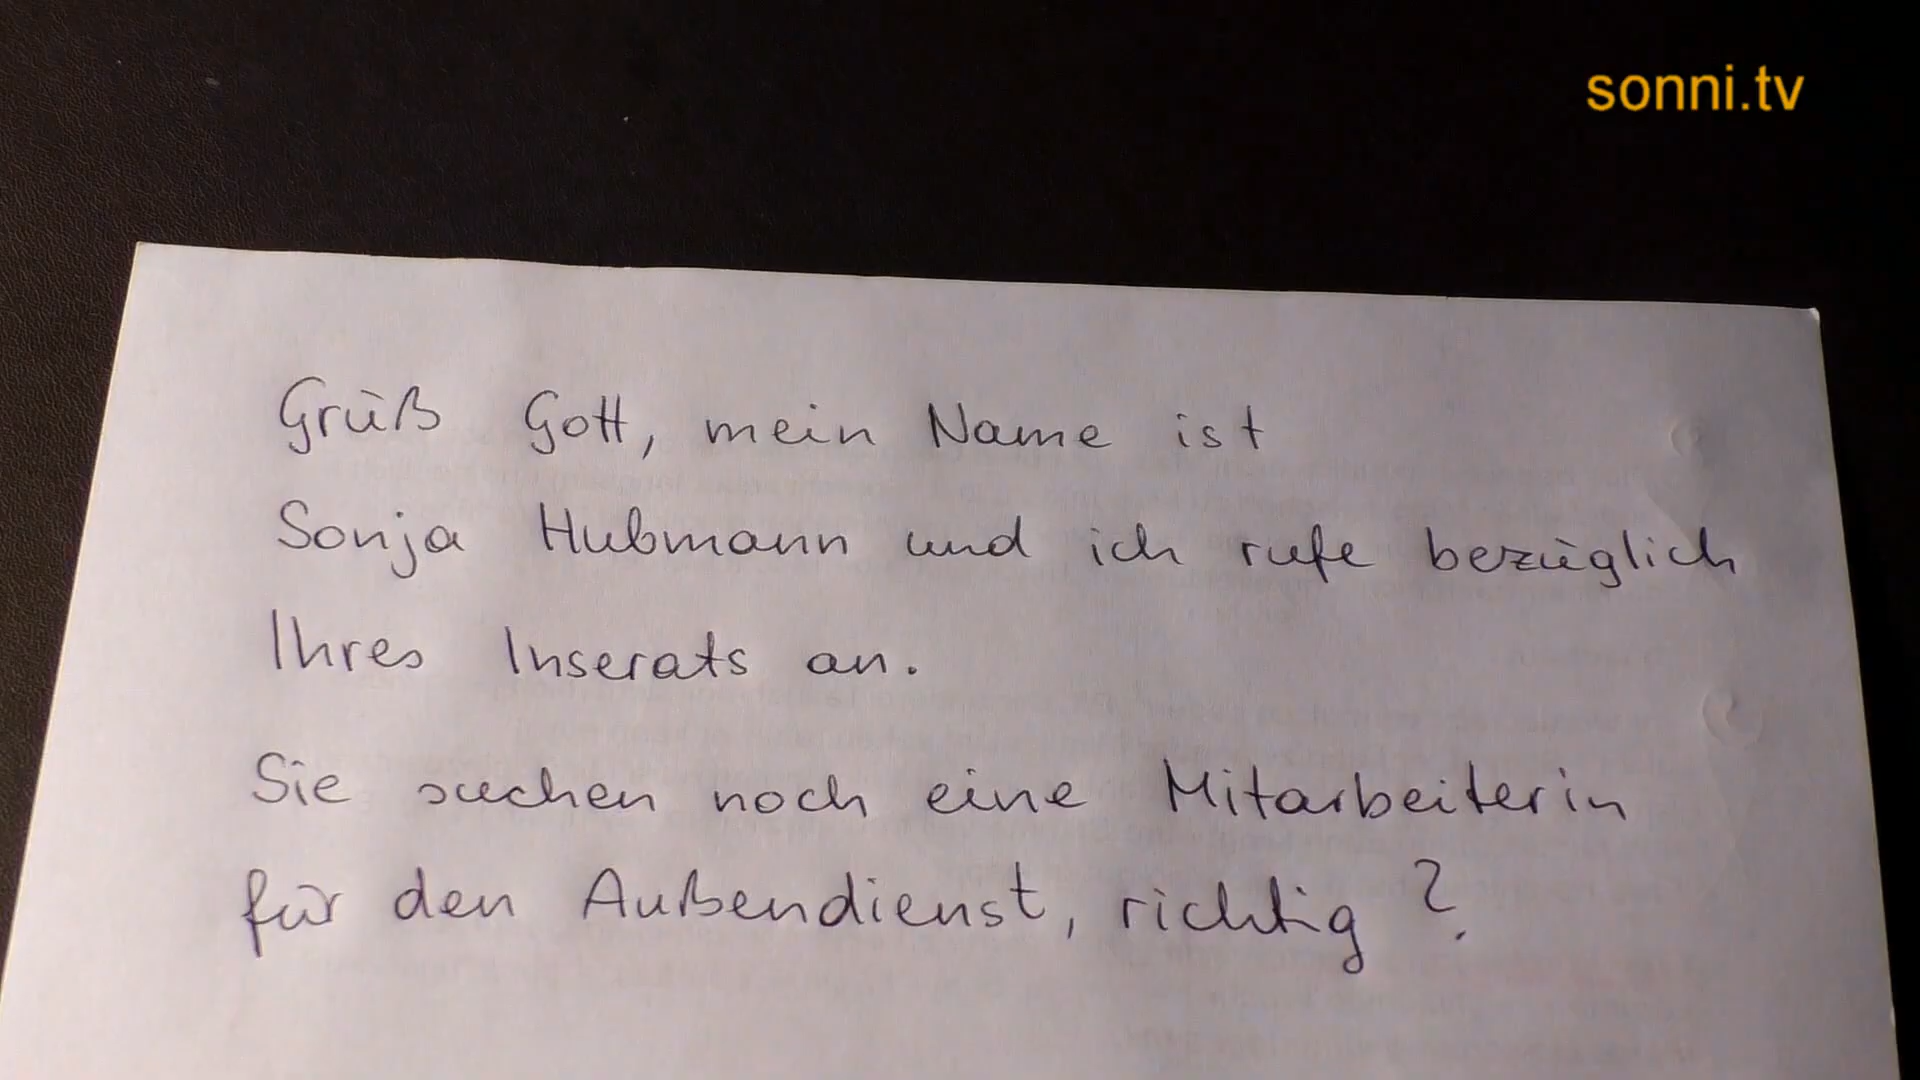 sonni.tv
Grüß Gott, mein Name ist
Sonja Hubmann und ich rufe bezüglich
Ihres Inserats an.
Sie suchen noch eine Mitarbeiterin
für den Außendienst, richtig?